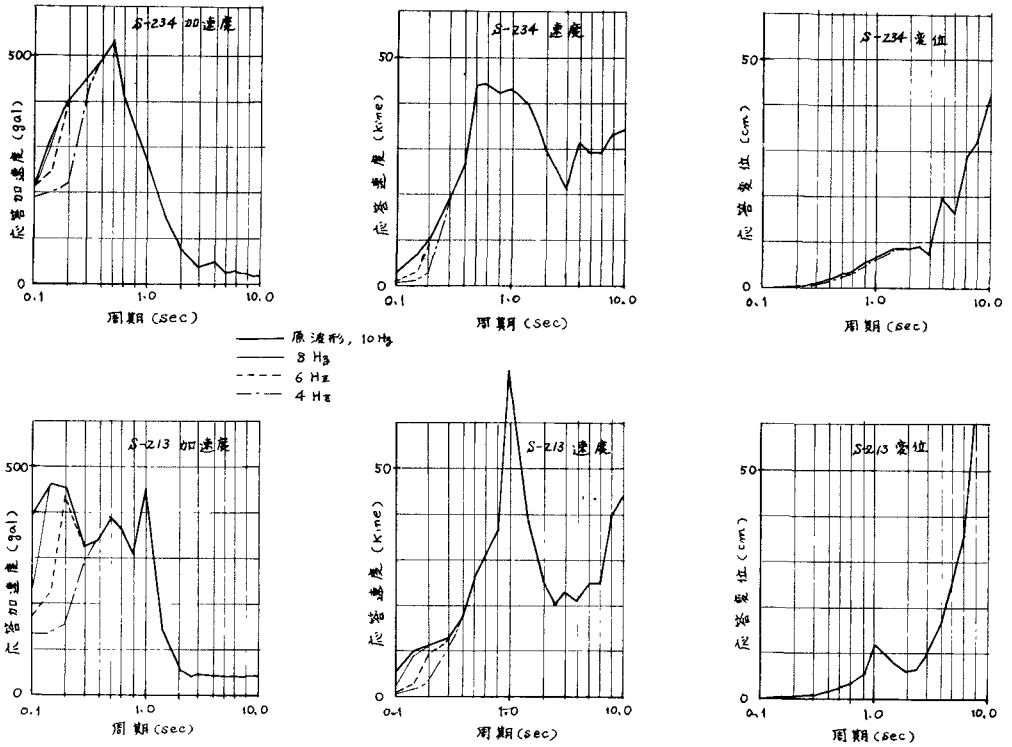 S-234 加速度
500
0
応答加速度 (gal)
0.1
1.0
10.0
周期 (sec)
S-234 速度
50
0
応答速度 (kine)
0.1
1.0
10.0
周期 (sec)
S-234 変位
50
0
応答変位 (cm)
0.1
1.0
10.0
周期 (sec)
原波形, 10Hz
8 Hz
6 Hz
4 Hz
S-213 加速度
500
0
応答加速度 (gal)
0.1
1.0
10.0
周期 (sec)
S-213 速度
50
0
応答速度 (kine)
0.1
1.0
10.0
周期 (sec)
S-213 変位
50
0
応答変位 (cm)
0.1
1.0
10.0
周期 (sec)